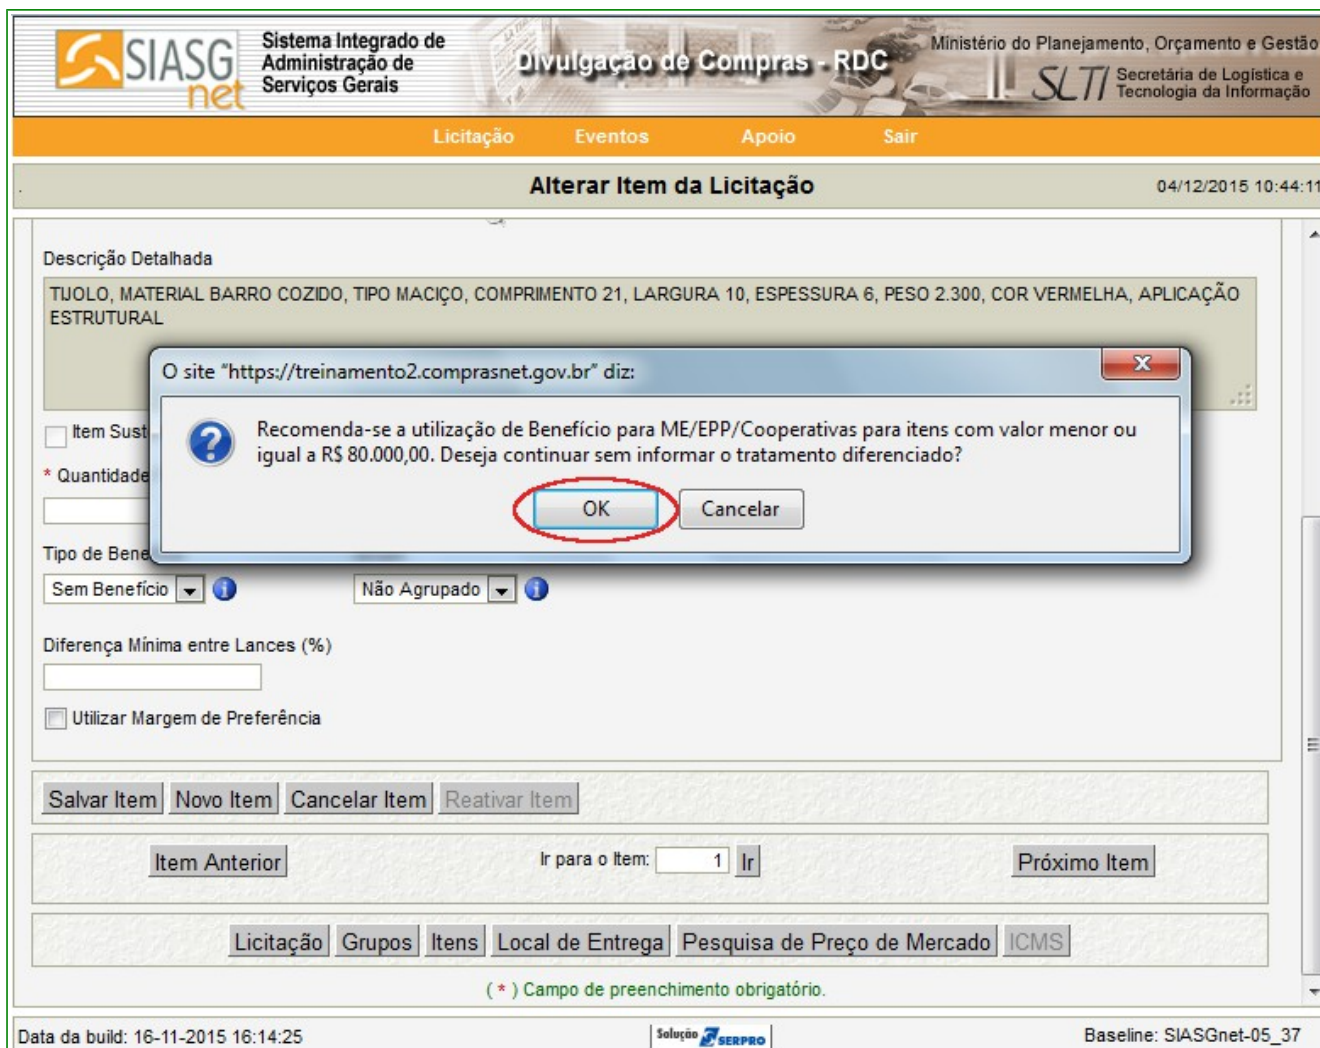 SIASG
net
Sistema Integrado de
Administração de
Serviços Gerais
Divulgação de Compras - RDC
Ministério do Planejamento, Orçamento e Gestão
SLTI
Secretária de Logística e
Tecnologia da Informação
Licitação Eventos Apoio Sair
. Alterar Item da Licitação 04/12/2015 10:44:11
Descrição Detalhada
TIJOLO, MATERIAL BARRO COZIDO, TIPO MACIÇO, COMPRIMENTO 21, LARGURA 10, ESPESSURA 6, PESO 2.300, COR VERMELHA, APLICAÇÃO
ESTRUTURAL
O site "https://treinamento2.comprasnet.gov.br" diz:
Recomenda-se a utilização de Benefício para ME/EPP/Cooperativas para itens com valor menor ou
igual a R$ 80.000,00. Deseja continuar sem informar o tratamento diferenciado?
OK Cancelar
Item Sust
* Quantidade
Tipo de Bene
Sem Benefício Não Agrupado
Diferença Mínima entre Lances (%)
Utilizar Margem de Preferência
Salvar Item Novo Item Cancelar Item Reativar Item
Item Anterior Ir para o Item: 1 Ir Próximo Item
Licitação Grupos Itens Local de Entrega Pesquisa de Preço de Mercado ICMS
( * ) Campo de preenchimento obrigatório.
Data da build: 16-11-2015 16:14:25 Solução SERPRO Baseline: SIASGnet-05_37